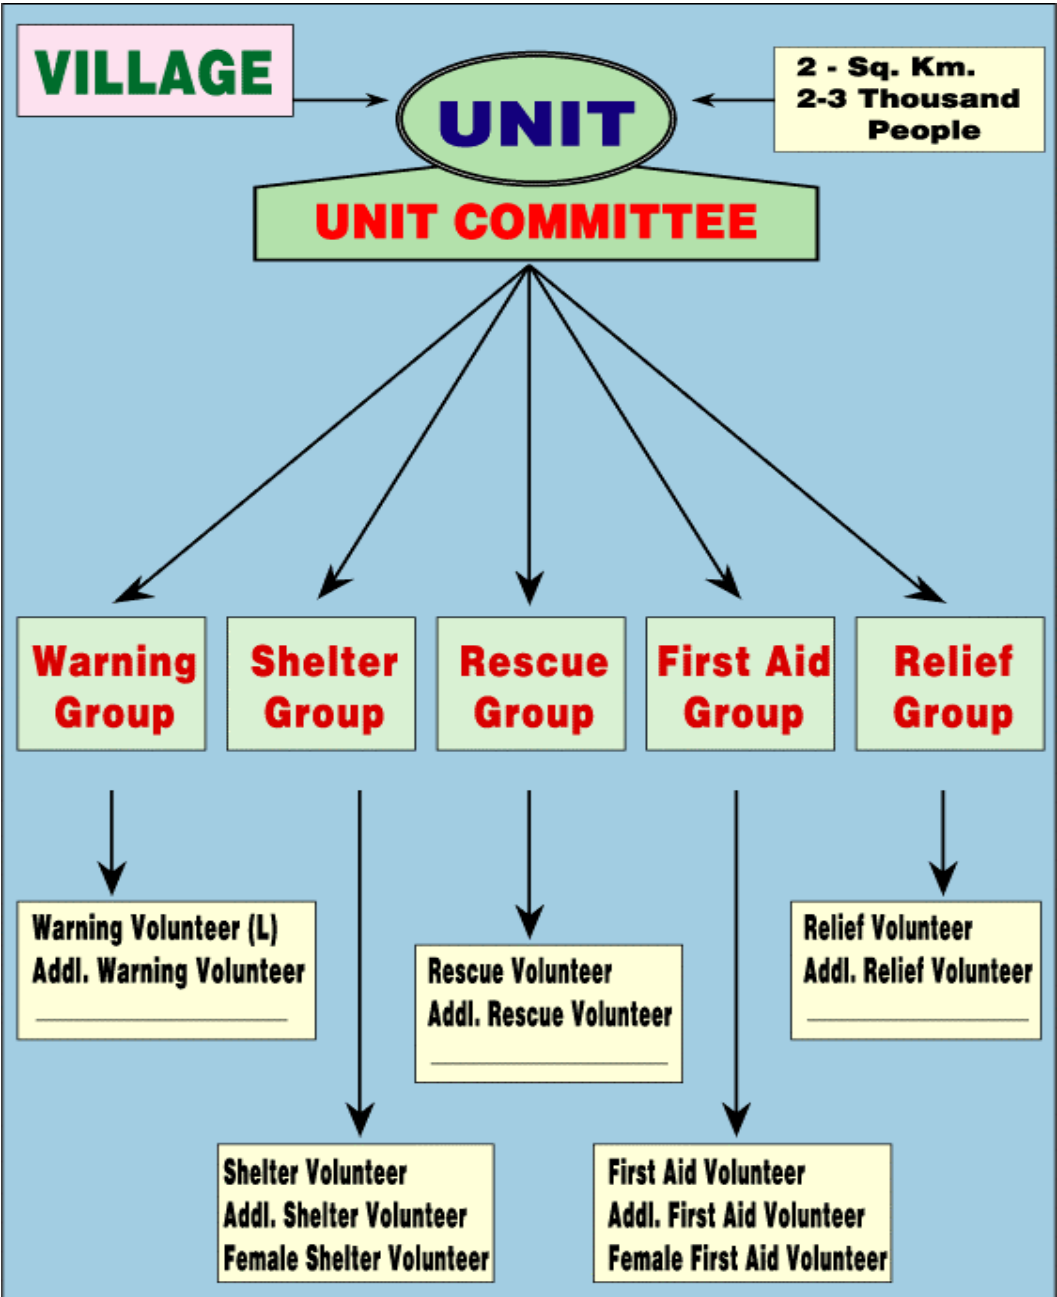 VILLAGE
UNIT
2 - Sq. Km.
2-3 Thousand
People
UNIT COMMITTEE
Warning
Group
Shelter
Group
Rescue
Group
First Aid
Group
Relief
Group
Warning Volunteer (L)
Addl. Warning Volunteer
Rescue Volunteer
Addl. Rescue Volunteer
Relief Volunteer
Addl. Relief Volunteer
Shelter Volunteer
Addl. Shelter Volunteer
Female Shelter Volunteer
First Aid Volunteer
Addl. First Aid Volunteer
Female First Aid Volunteer